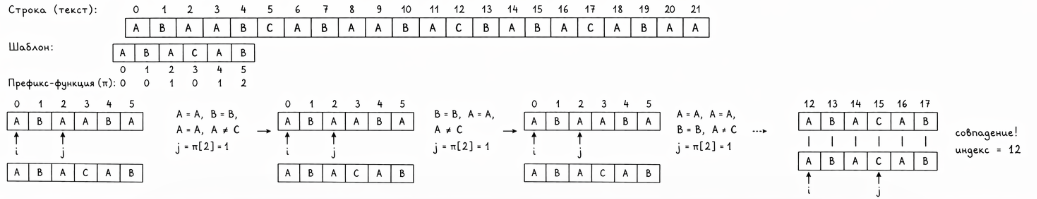 Строка (текст): 0 1 2 3 4 5 6 7 8 9 10 11 12 13 14 15 16 17 18 19 20 21
A B A A B C A B A A B A C B A B A C A B A A
Шаблон: A B A C A B
0 1 2 3 4 5
Префикс-функция (π): 0 0 1 0 1 2
0 1 2 3 4 5
A B A A B A
i j
A B A C A B
A = A, B = B,
A = A, A ≠ C
j = π[2] = 1
→
0 1 2 3 4 5
A B A A B A
i j
A B A C A B
B = B, A = A,
A ≠ C
j = π[2] = 1
→
0 1 2 3 4 5
A B A A B A
i j
A B A C A B
A = A, A = A,
B = B, A ≠ C
j = π[2] = 1
12 13 14 15 16 17
A B A C A B
| | | | | |
A B A C A B
i j
совпадение!
индекс = 12